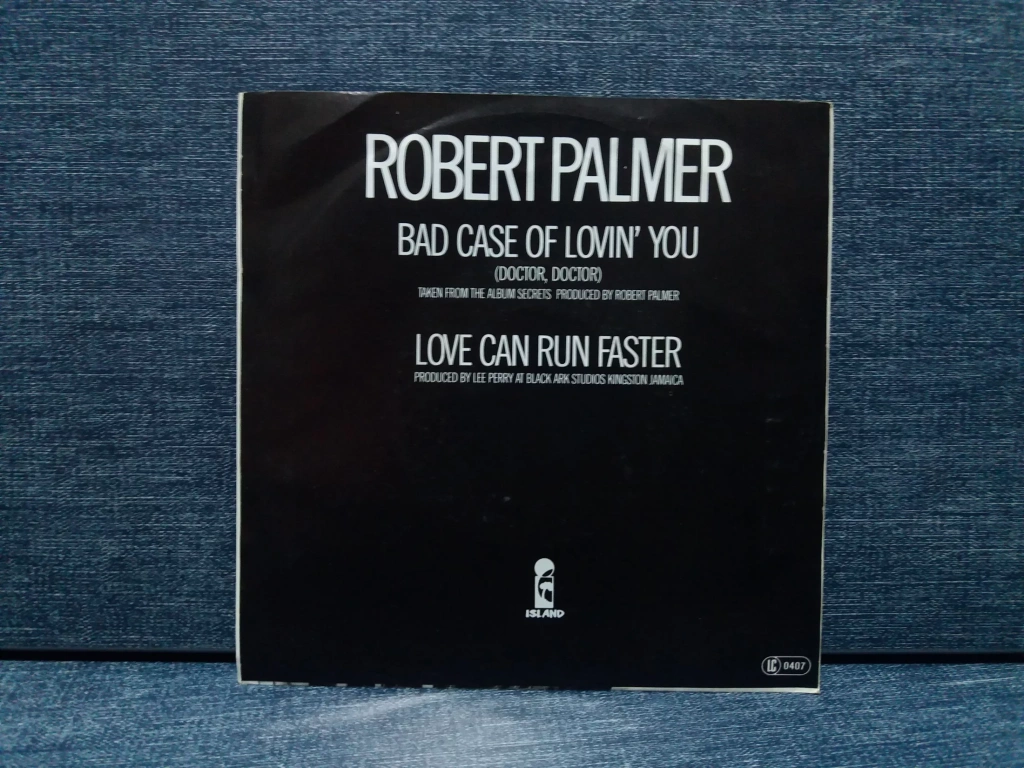 ROBERT PALMER
BAD CASE OF LOVIN' YOU
(DOCTOR, DOCTOR)
TAKEN FROM THE ALBUM SECRETS PRODUCED BY ROBERT PALMER
LOVE CAN RUN FASTER
PRODUCED BY LEE PERRY AT BLACK ARK STUDIOS KINGSTON JAMAICA
ISLAND
LC 0407